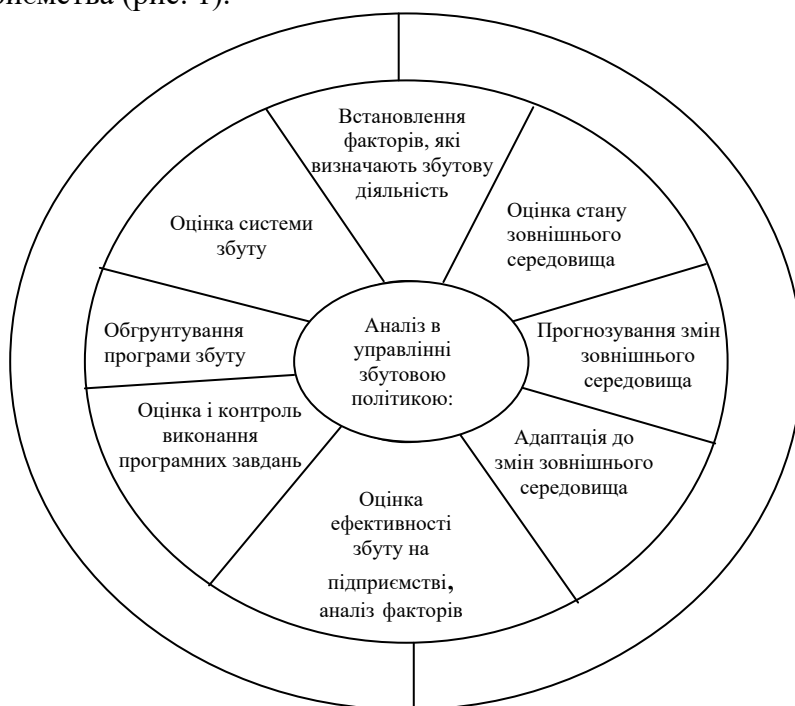 (рис. 1).
Встановлення
факторів, які
визначають збутову
діяльність
Оцінка стану
зовнішнього
середовища
Прогнозування змін
зовнішнього
середовища
Адаптація до
змін зовнішнього
середовища
Оцінка
ефективності
збуту на
підприємстві,
аналіз факторів
Оцінка і контроль
виконання
програмних завдань
Обгрунтування
програми збуту
Оцінка системи
збуту
Аналіз в
управлінні
збутовою
політикою: